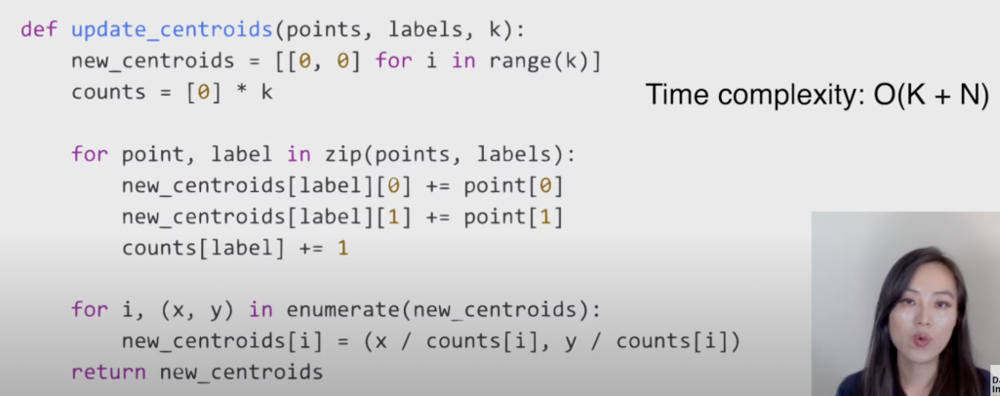 def update_centroids(points, labels, k):
new_centroids = [[0, 0] for i in range(k)]
counts = [0] * k
Time complexity: O(K + N)
for point, label in zip(points, labels):
new_centroids[label][0] += point[0]
new_centroids[label][1] += point[1]
counts[label] += 1
for i, (x, y) in enumerate(new_centroids):
new_centroids[i] = (x / counts[i], y / counts[i])
return new_centroids